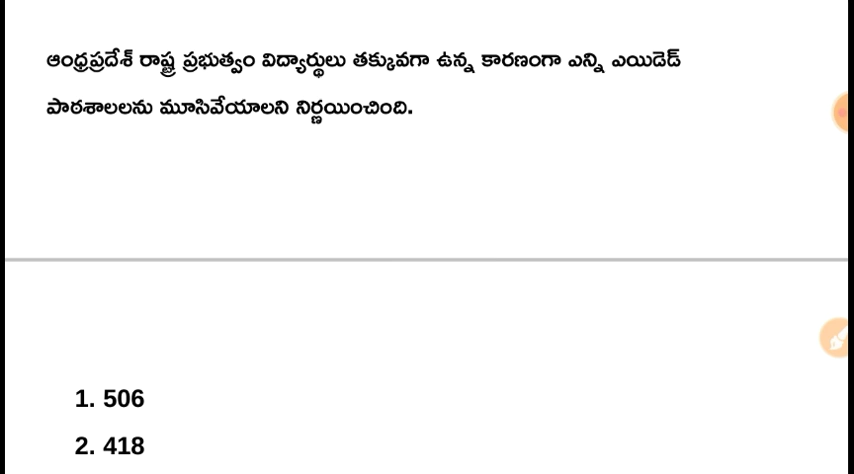 ఆంధ్రప్రదేశ్ రాష్ట్ర ప్రభుత్వం విద్యార్థులు తక్కువగా ఉన్న కారణంగా ఎన్ని ఎయిడెడ్
పాఠశాలలను మూసివేయాలని నిర్ణయించింది.
1. 506
2. 418